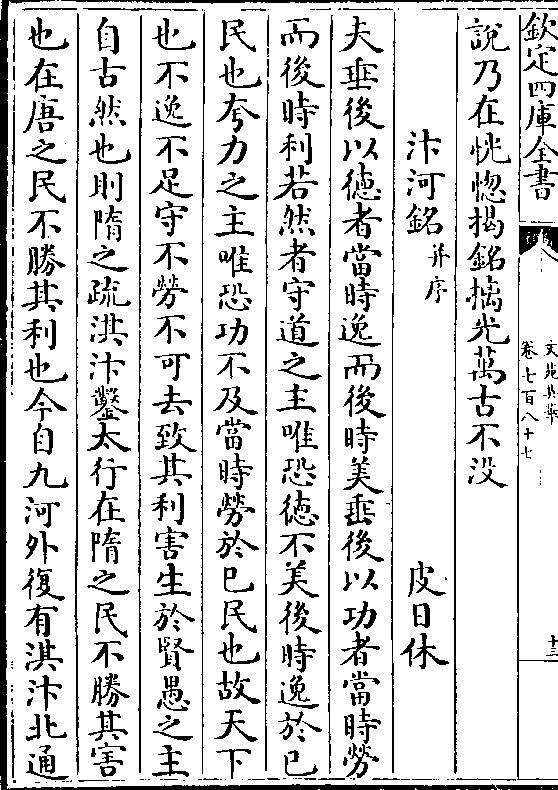 欽定四庫全書
文苑英華
卷七百八十七
十三
說乃在恍惚揭銘摛光萬古不没
汴河銘并序 皮日休
夫垂後以德者當時逸而後時美垂後以功者當時勞
而後時利若然者守道之主唯恐德不美後時逸於已
民也夸力之主唯恐功不及當時勞於已民也故天下
也不逸不足守不勞不可去致其利害生於賢愚之主
自古然也則隋之疏淇汴鑿太行在隋之民不勝其害
也在唐之民不勝其利也今自九河外復有淇汴北通